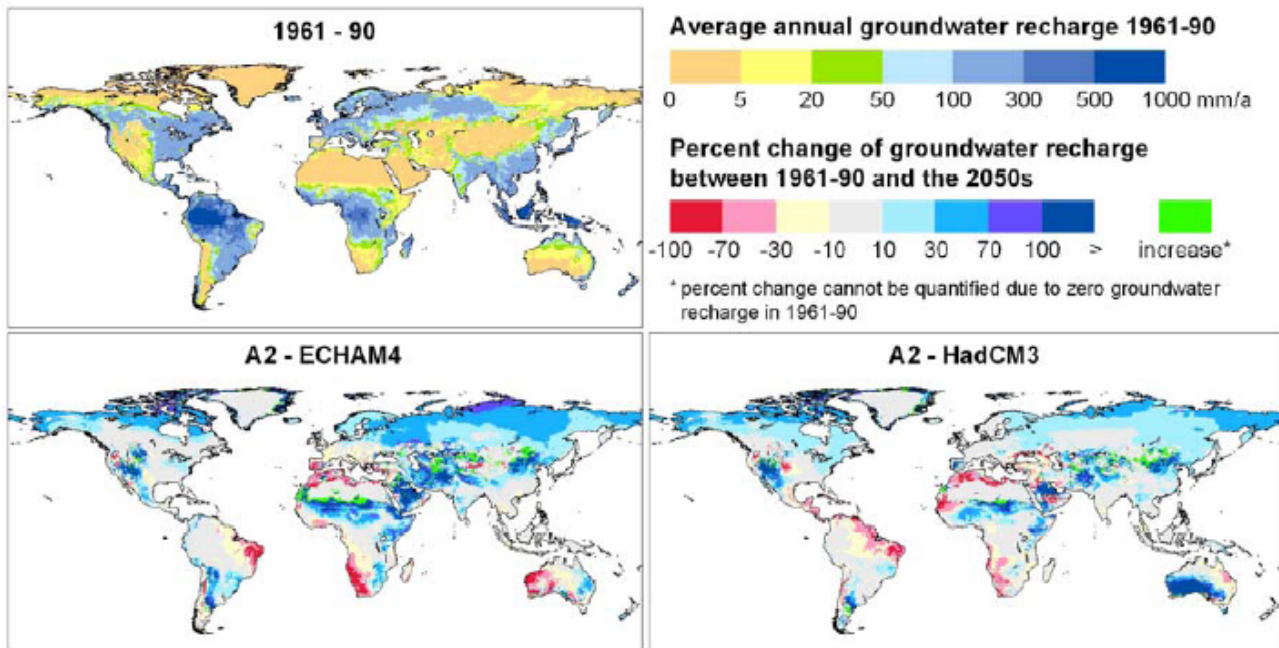 1961 - 90
Average annual groundwater recharge 1961-90
0 5 20 50 100 300 500 1000 mm/a
Percent change of groundwater recharge
between 1961-90 and the 2050s
-100 -70 -30 -10 10 30 70 100 > increase*
* percent change cannot be quantified due to zero groundwater
recharge in 1961-90
A2 - ECHAM4
A2 - HadCM3